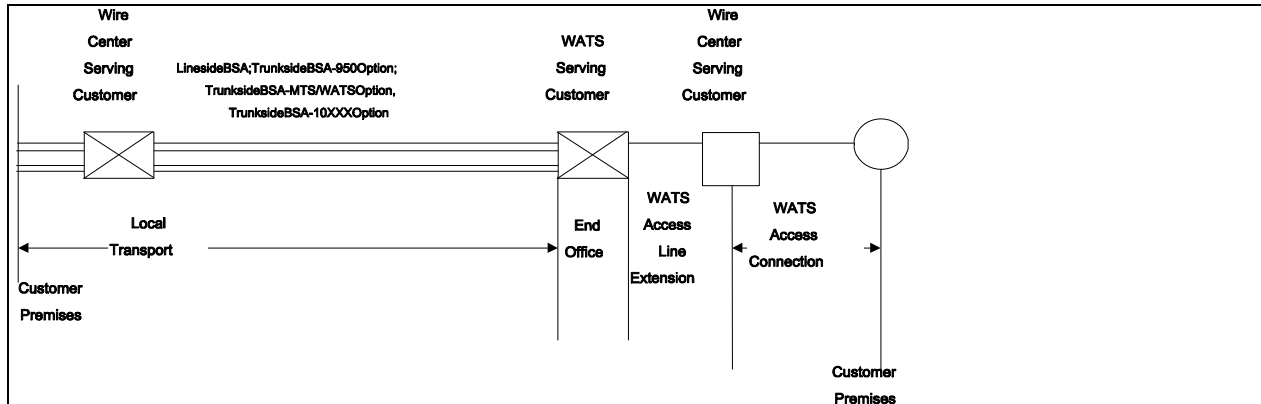 Wire
Center
Serving
Customer
LinesideBSA;TrunksideBSA-950Option;
TrunksideBSA-MTS/WATSOption,
TrunksideBSA-10XXXOption
WATS
Serving
Customer
Wire
Center
Serving
Customer
Local
Transport
End
Office
WATS
Access
Line
Extension
WATS
Access
Connection
Customer
Premises
Customer
Premises